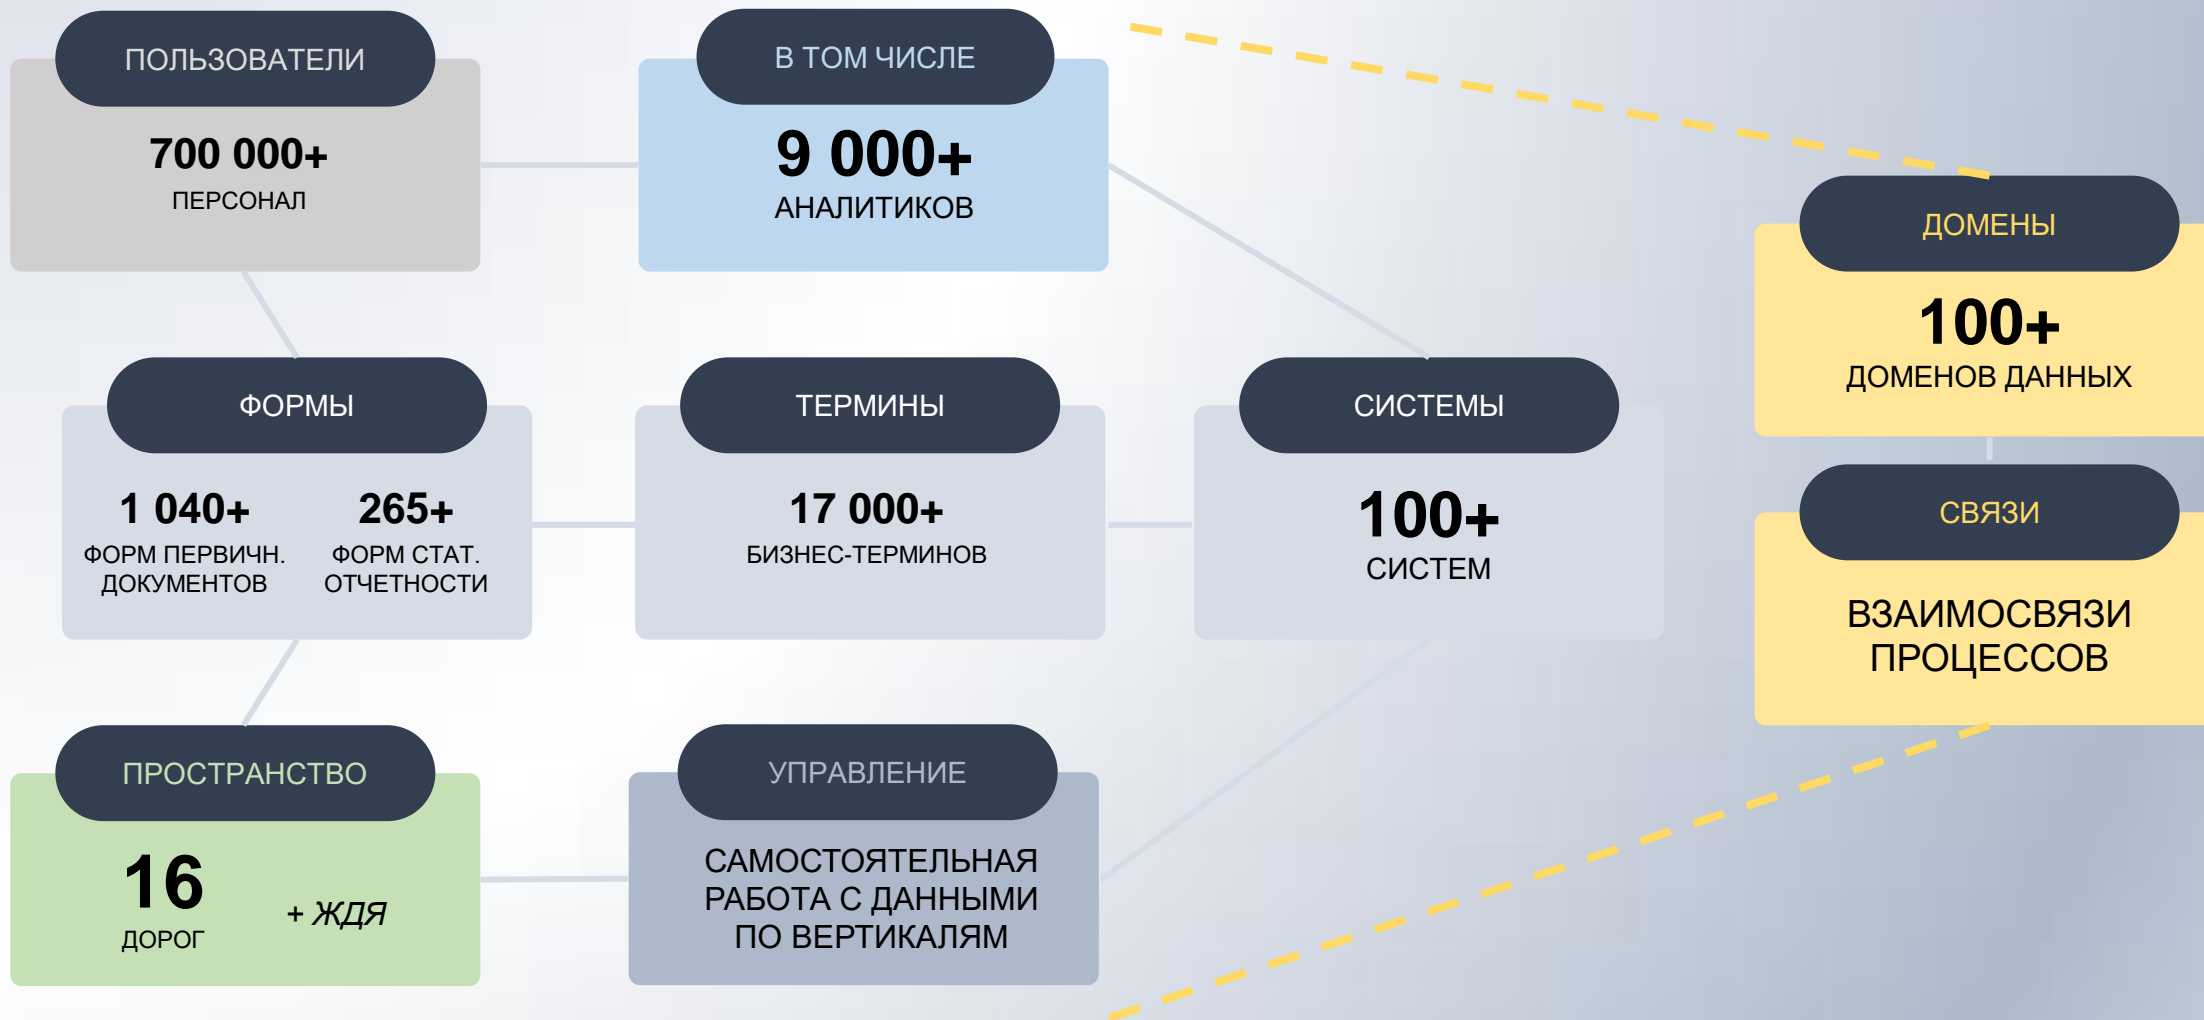 ПОЛЬЗОВАТЕЛИ
700 000+
ПЕРСОНАЛ
В ТОМ ЧИСЛЕ
9 000+
АНАЛИТИКОВ
ДОМЕНЫ
100+
ДОМЕНОВ ДАННЫХ
ФОРМЫ
1 040+
ФОРМ ПЕРВИЧН.
ДОКУМЕНТОВ
265+
ФОРМ СТАТ.
ОТЧЕТНОСТИ
ТЕРМИНЫ
17 000+
БИЗНЕС-ТЕРМИНОВ
СИСТЕМЫ
100+
СИСТЕМ
СВЯЗИ
ВЗАИМОСВЯЗИ
ПРОЦЕССОВ
ПРОСТРАНСТВО
16
ДОРОГ
+ ЖДЯ
УПРАВЛЕНИЕ
САМОСТОЯТЕЛЬНАЯ
РАБОТА С ДАННЫМИ
ПО ВЕРТИКАЛЯМ